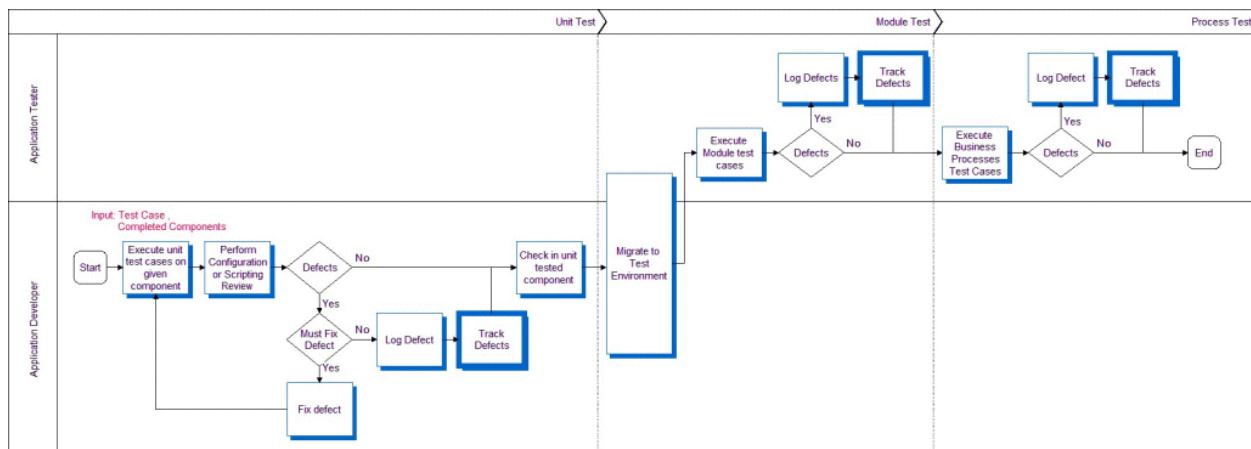 Unit Test
Module Test
Process Test
Application Tester
Log Defects
Track
Defects
Yes
Execute
Module test
cases
Defects
No
Log Defect
Track
Defects
Yes
Execute
Business
Processes
Test Cases
Defects
No
End
Application Developer
Input: Test Case ,
Completed Components
Start
Execute unit
test cases on
given
component
Perform
Configuration
or Scripting
Review
Defects
No
Yes
Must Fix
Defect
No
Log Defect
Track
Defects
Yes
Fix defect
Check in unit
tested
component
Migrate to
Test
Environment